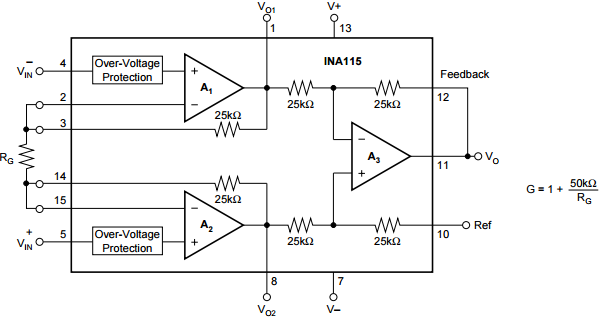 VO1
V+
1
13
INA115
VIN−
4
Over-Voltage
Protection
+
A1
−
2
25kΩ
25kΩ
25kΩ
Feedback
12
3
25kΩ
RG
−
A3
+
11
VO
G = 1 + 50kΩ
RG
14
25kΩ
15
−
A2
+
25kΩ
25kΩ
10
Ref
VIN+
5
Over-Voltage
Protection
8
7
VO2
V−